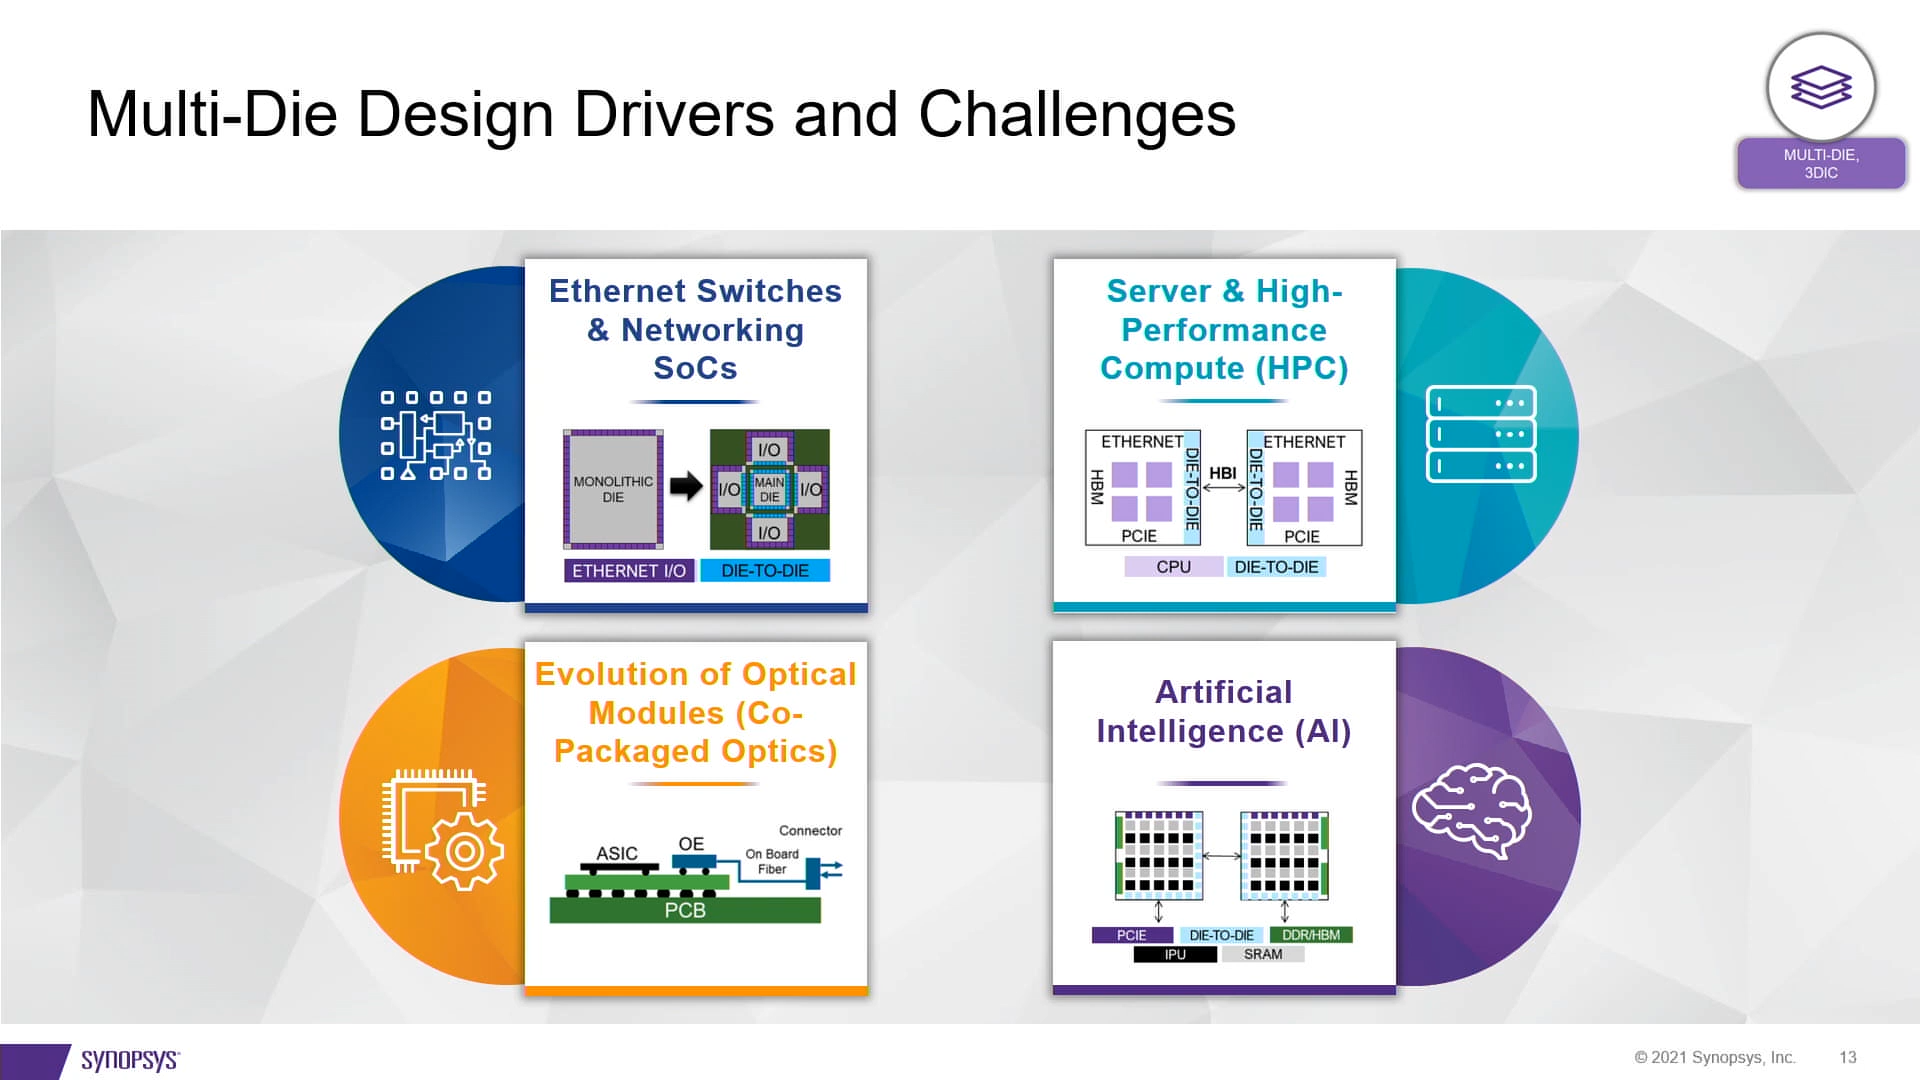 Multi-Die Design Drivers and Challenges
MULTI-DIE,
3DIC
Ethernet Switches
& Networking
SoCs
MONOLITHIC
DIE
I/O
I/O
MAIN
DIE
I/O
I/O
ETHERNET I/O
DIE-TO-DIE
Server & High-
Performance
Compute (HPC)
ETHERNET
HBM
DIE-TO-DIE
PCIE
HBI
ETHERNET
DIE-TO-DIE
HBM
PCIE
CPU
DIE-TO-DIE
Evolution of Optical
Modules (Co-
Packaged Optics)
ASIC
OE
Connector
On Board
Fiber
PCB
Artificial
Intelligence (AI)
PCIE
DIE-TO-DIE
DDR/HBM
IPU
SRAM
SYNOPSYS®
© 2021 Synopsys, Inc.
13